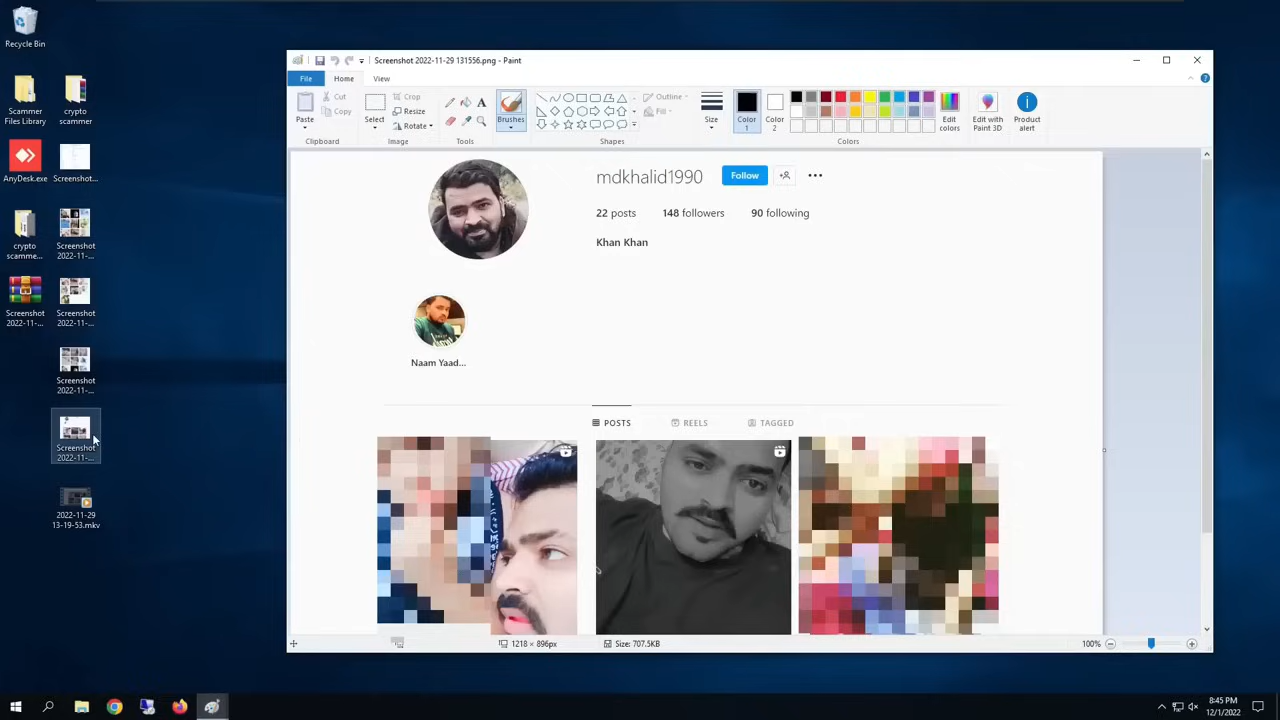 Recycle Bin
Scammer
Files Library
crypto
scammer
AnyDesk.exe
Screenshot...
crypto
scamme...
Screenshot
2022-11-...
Screenshot
2022-11-...
Screenshot
2022-11-...
Screenshot
2022-11-...
Screenshot
2022-11-...
2022-11-29
13-19-53.mkv
Screenshot 2022-11-29 131556.png - Paint
File
Home
View
Paste
Cut
Copy
Clipboard
Select
Crop
Resize
Rotate
Image
A
Tools
Brushes
Outline
Fill
Shapes
Size
Color
1
Color
2
Edit
colors
Colors
Edit with
Paint 3D
Product
alert
mdkhalid1990
Follow
22 posts
148 followers
90 following
Khan Khan
Naam Yaad...
POSTS
REELS
TAGGED
1218 × 896px
Size: 707.5KB
100%
8:45 PM
12/1/2022